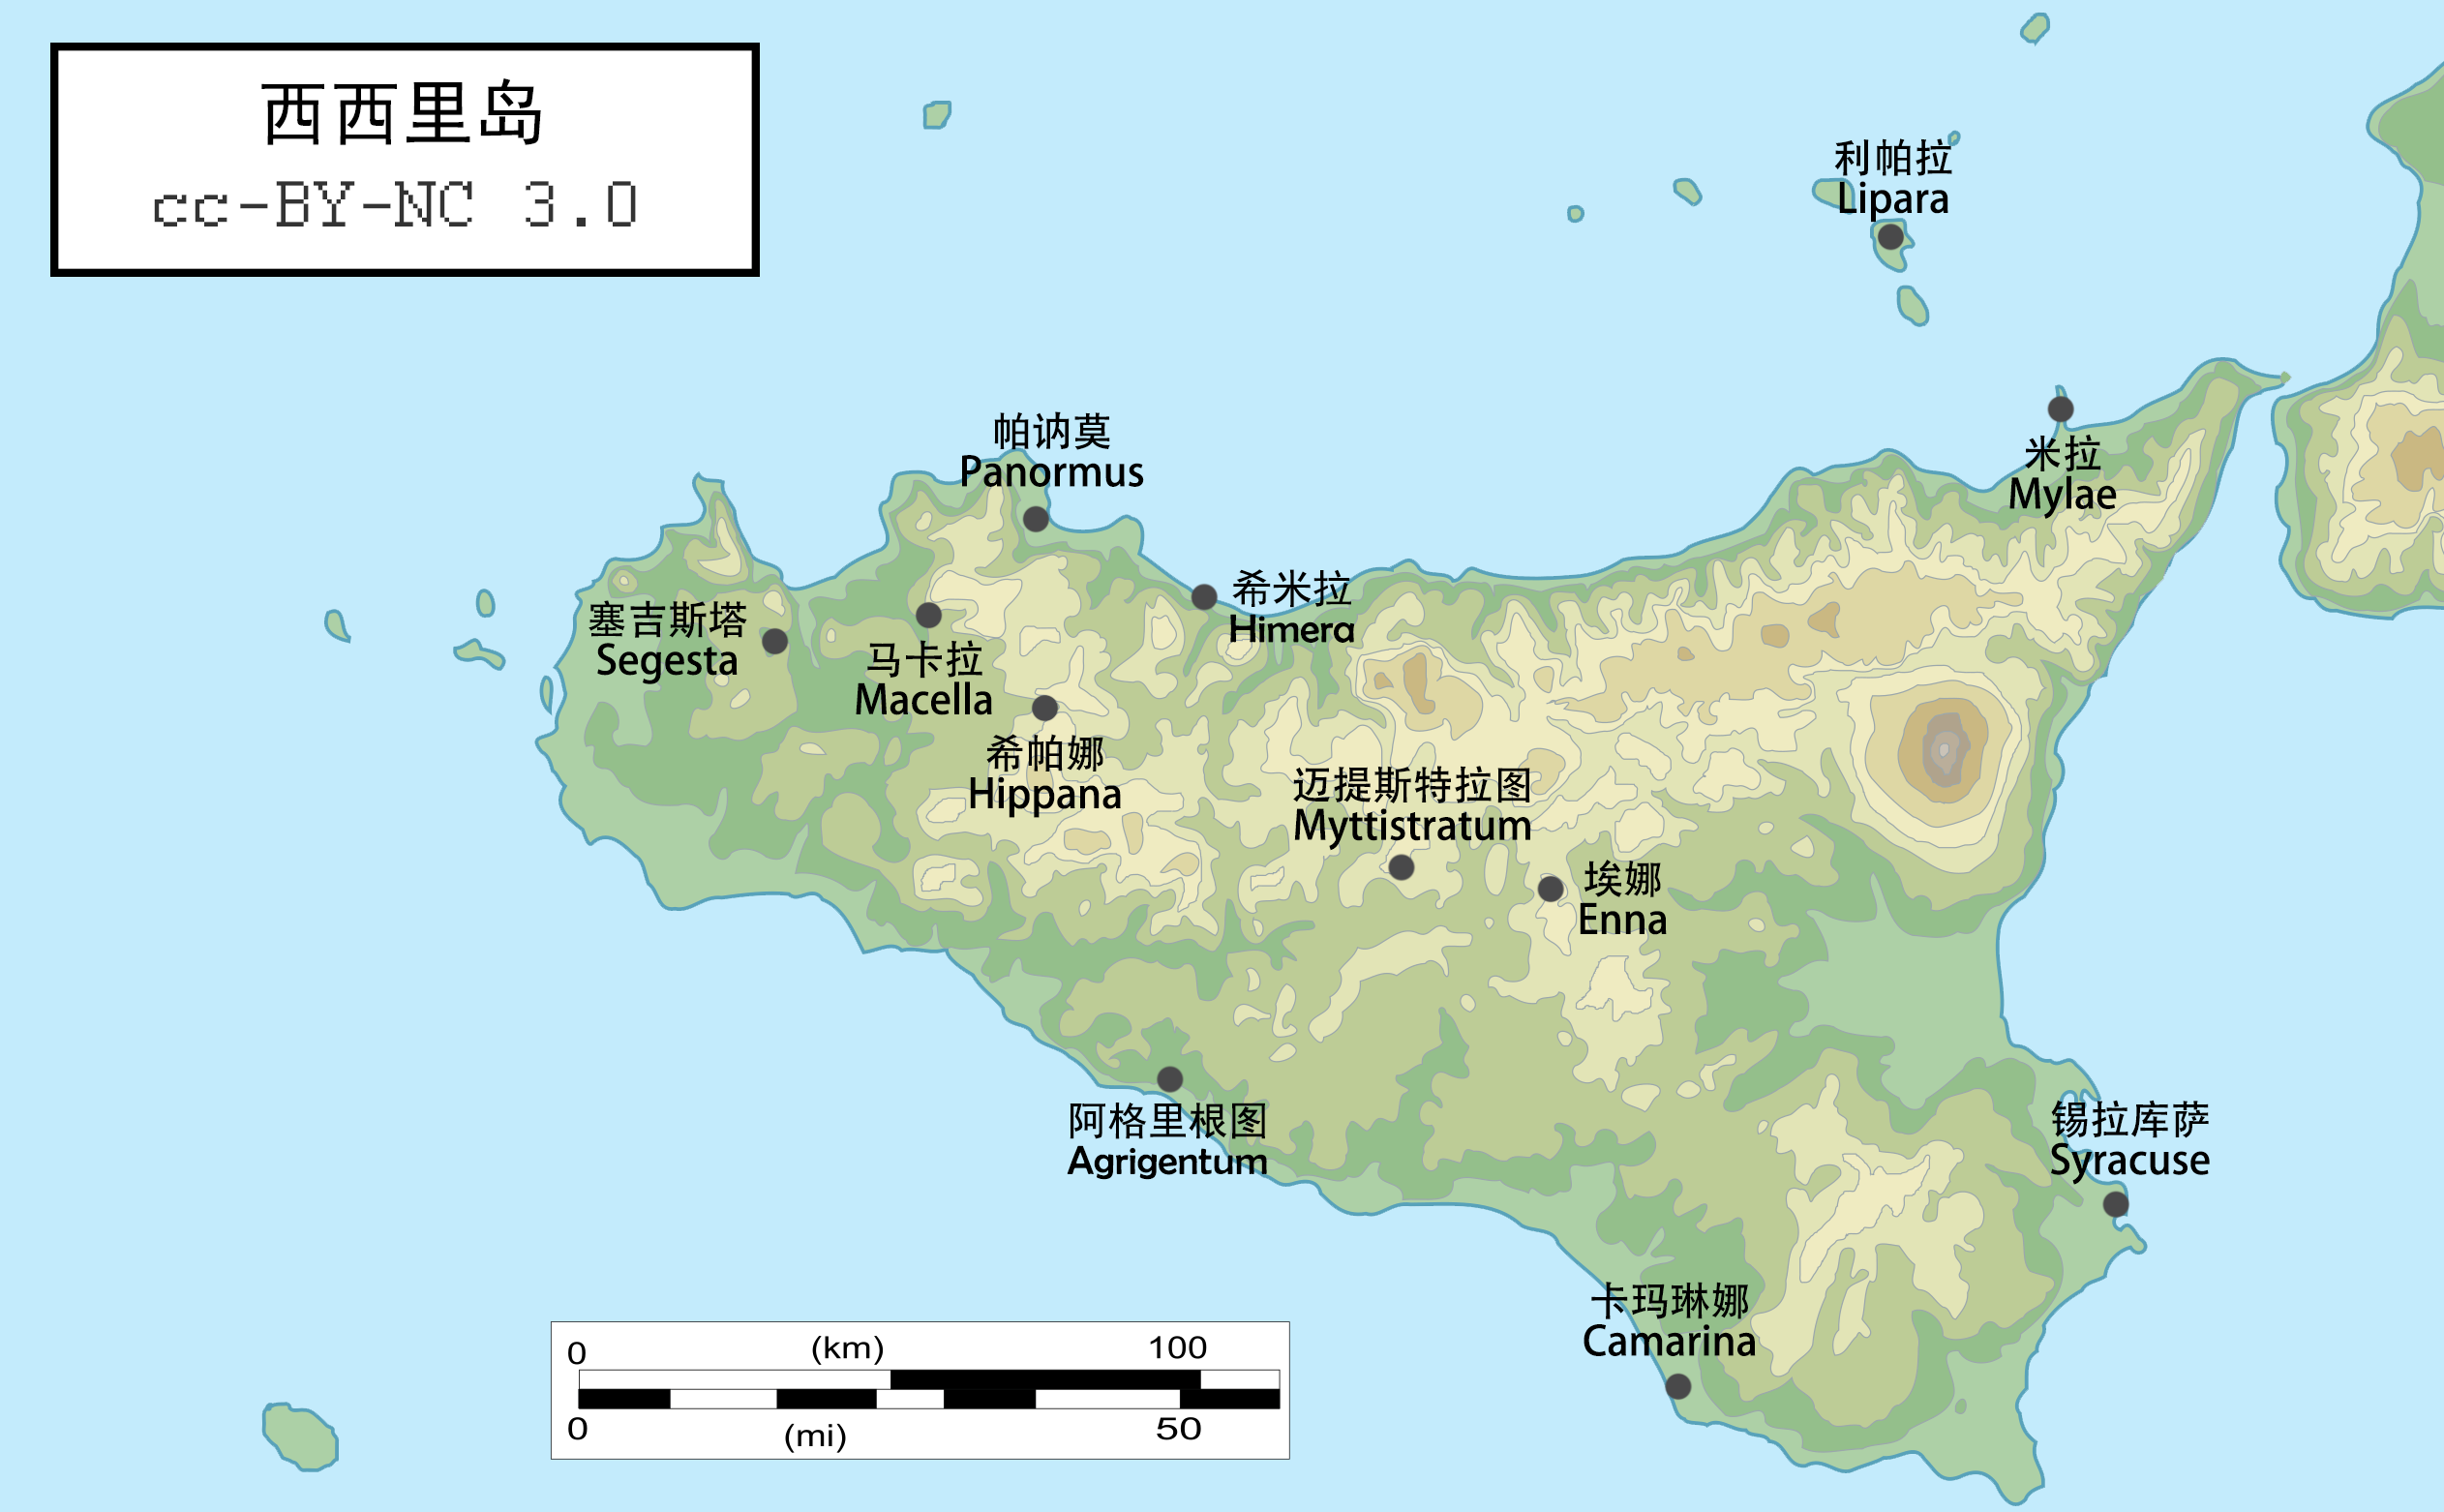 西西里岛
cc-BY-NC 3.0
利帕拉
Lipara
帕讷莫
Panormus
米拉
Mylae
希米拉
Himera
塞吉斯塔
Segesta
马卡拉
Macella
希帕娜
Hippana
迈提斯特拉图
Myttistratum
埃娜
Enna
阿格里根图
Agrigentum
锡拉库萨
Syracuse
卡玛琳娜
Camarina
0 (km) 100
0 (mi) 50